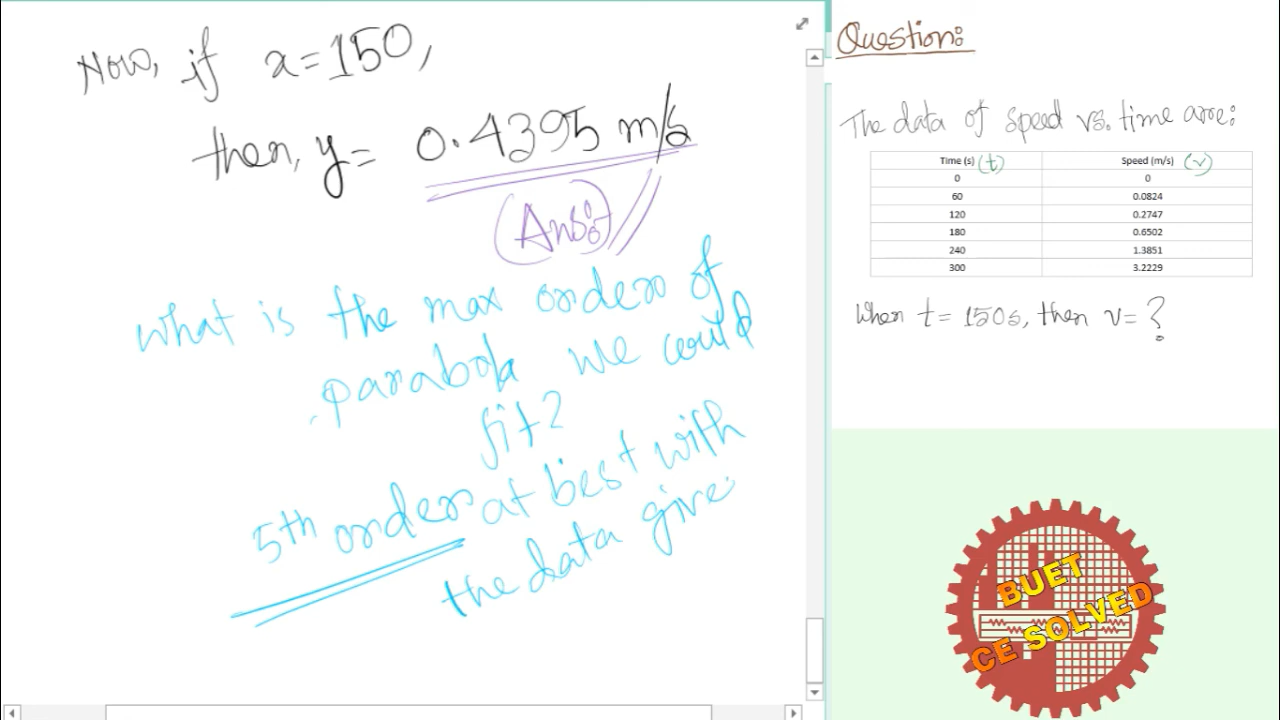 Now, if x=150,
then, y= 0.4395 m/s
(Ans:)
what is the max order of
parabola we could
fit?
5th order at best with
the data give
Question:
The data of speed vs. time are:
Time (s) (t) Speed (m/s) (v)
0 0
60 0.0824
120 0.2747
180 0.6502
240 1.3851
300 3.2229
When t= 150s, then v= ?
BUET
CE SOLVED